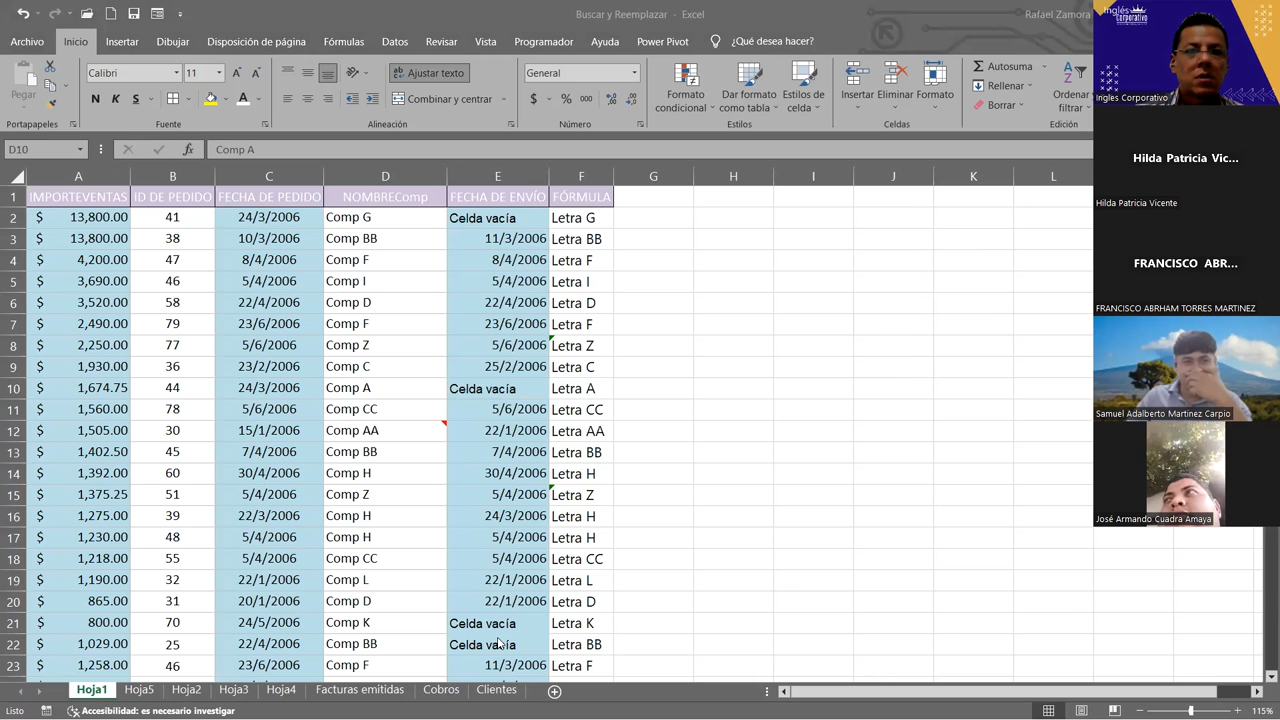 Buscar y Reemplazar - Excel
Rafael Zamora
Archivo Inicio Insertar Dibujar Disposición de página Fórmulas Datos Revisar Vista Programador Ayuda Power Pivot ¿Qué desea hacer?
Pegar
Calibri 11
N K S
Ajustar texto
Combinar y centrar
General
$ % 
Formato condicional
Dar formato como tabla
Estilos de celda
Insertar Eliminar Formato
Autosuma
Rellenar
Borrar
Ordenar
filtrar
Portapapeles Fuente Alineación Número Estilos Celdas Edición
D10 fx Comp A
A B C D E F G H I J K L
1 IMPORTEVENTAS ID DE PEDIDO FECHA DE PEDIDO NOMBREComp FECHA DE ENVÍO FÓRMULA
2 $ 13,800.00 41 24/3/2006 Comp G Celda vacía Letra G
3 $ 13,800.00 38 10/3/2006 Comp BB 11/3/2006 Letra BB
4 $ 4,200.00 47 8/4/2006 Comp F 8/4/2006 Letra F
5 $ 3,690.00 46 5/4/2006 Comp I 5/4/2006 Letra I
6 $ 3,520.00 58 22/4/2006 Comp D 22/4/2006 Letra D
7 $ 2,490.00 79 23/6/2006 Comp F 23/6/2006 Letra F
8 $ 2,250.00 77 5/6/2006 Comp Z 5/6/2006 Letra Z
9 $ 1,930.00 36 23/2/2006 Comp C 25/2/2006 Letra C
10 $ 1,674.75 44 24/3/2006 Comp A Celda vacía Letra A
11 $ 1,560.00 78 5/6/2006 Comp CC 5/6/2006 Letra CC
12 $ 1,505.00 30 15/1/2006 Comp AA 22/1/2006 Letra AA
13 $ 1,402.50 45 7/4/2006 Comp BB 7/4/2006 Letra BB
14 $ 1,392.00 60 30/4/2006 Comp H 30/4/2006 Letra H
15 $ 1,375.25 51 5/4/2006 Comp Z 5/4/2006 Letra Z
16 $ 1,275.00 39 22/3/2006 Comp H 24/3/2006 Letra H
17 $ 1,230.00 48 5/4/2006 Comp H 5/4/2006 Letra H
18 $ 1,218.00 55 5/4/2006 Comp CC 5/4/2006 Letra CC
19 $ 1,190.00 32 22/1/2006 Comp L 22/1/2006 Letra L
20 $ 865.00 31 20/1/2006 Comp D 22/1/2006 Letra D
21 $ 800.00 70 24/5/2006 Comp K Celda vacía Letra K
22 $ 1,029.00 25 22/4/2006 Comp BB Celda vacía Letra BB
23 $ 1,258.00 46 23/6/2006 Comp F 11/3/2006 Letra F
Hoja1 Hoja5 Hoja2 Hoja3 Hoja4 Facturas emitidas Cobros Clientes
Listo Accesibilidad: es necesario investigar 115%
Inglés
Corporativo
Ingles Corporativo
Hilda Patricia Vic...
Hilda Patricia Vicente
FRANCISCO ABR...
FRANCISCO ABRHAM TORRES MARTINEZ
Samuel Adalberto Martinez Carpio
José Armando Cuadra Amaya